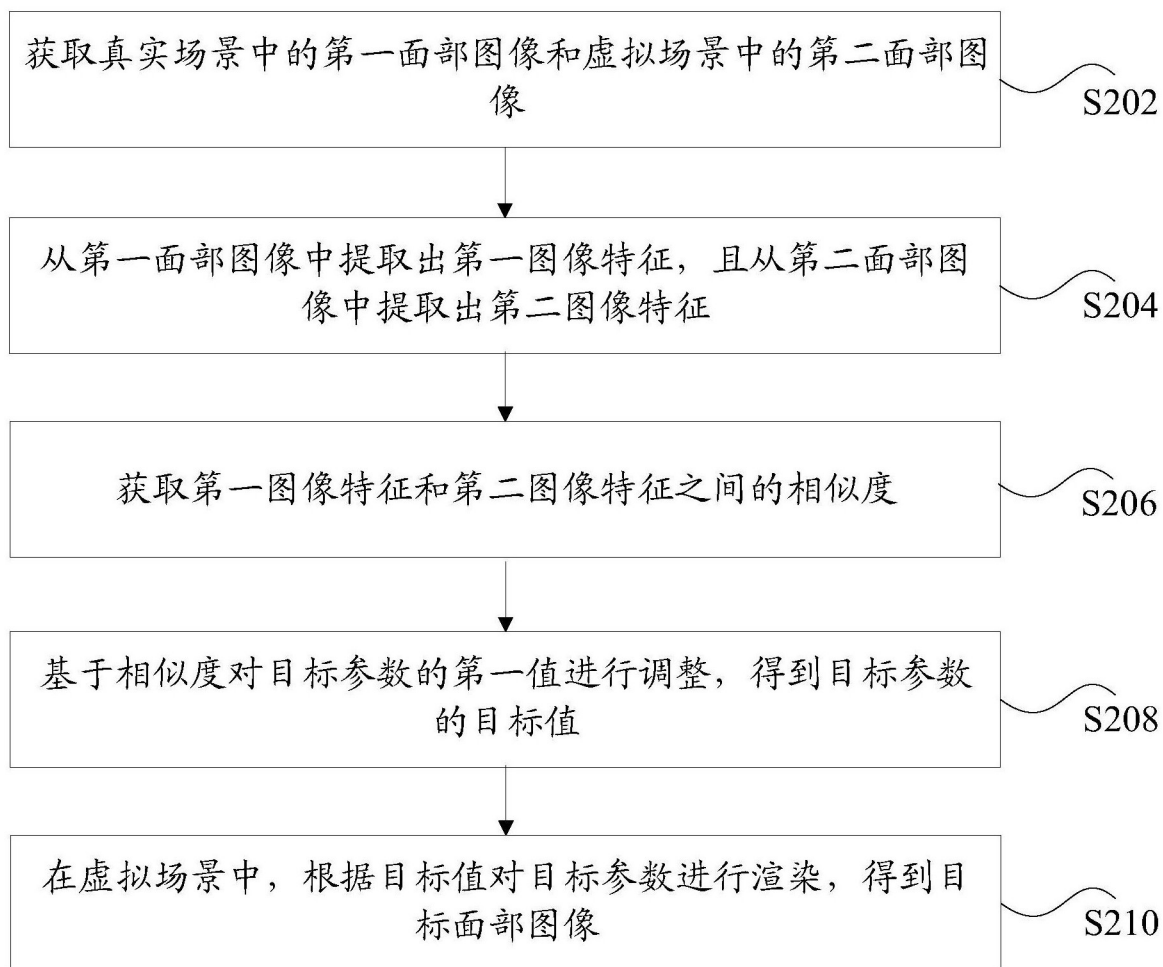 获取真实场景中的第一面部图像和虚拟场景中的第二面部图
像
S202
从第一面部图像中提取出第一图像特征，且从第二面部图
像中提取出第二图像特征
S204
获取第一图像特征和第二图像特征之间的相似度
S206
基于相似度对目标参数的第一值进行调整，得到目标参数
的目标值
S208
在虚拟场景中，根据目标值对目标参数进行渲染，得到目
标面部图像
S210